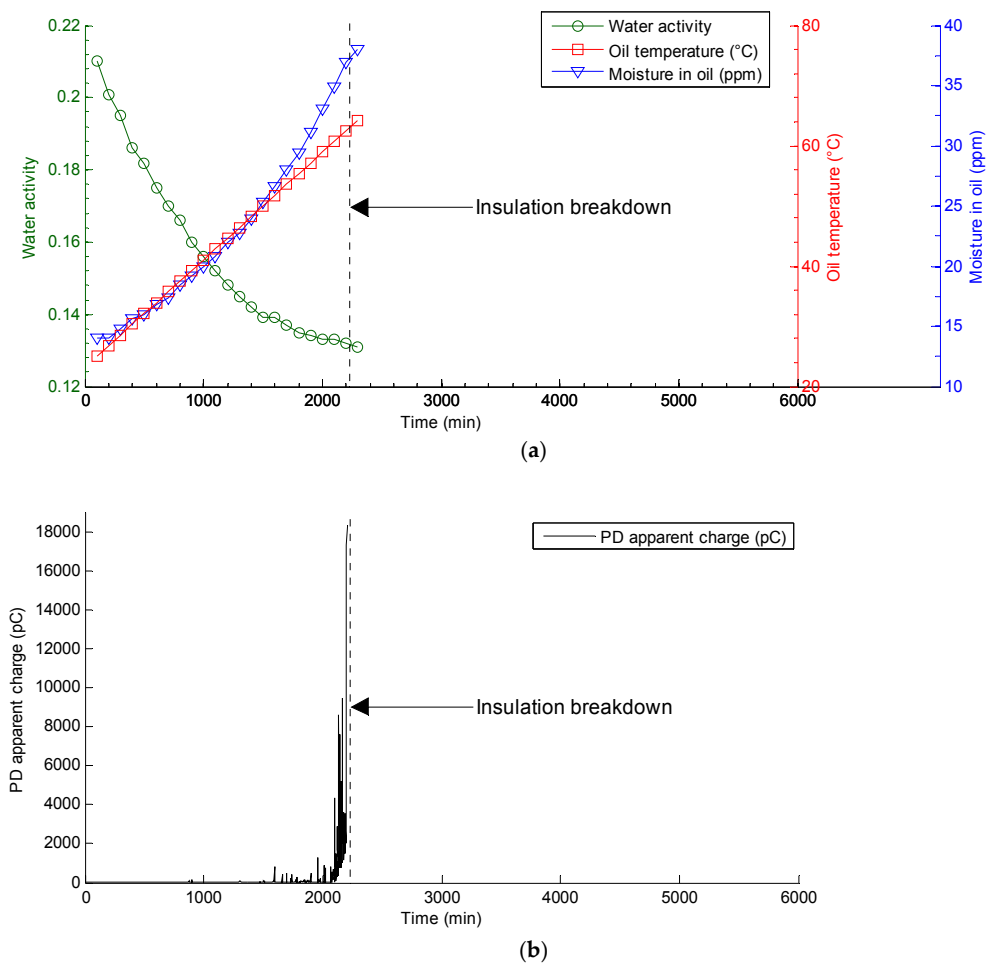 0.22
0.2
0.18
0.16
0.14
0.12
Water activity
Water activity
Oil temperature (°C)
Moisture in oil (ppm)
80
60
40
20
Oil temperature (°C)
40
35
30
25
20
15
10
Moisture in oil (ppm)
Insulation breakdown
0 1000 2000 3000 4000 5000 6000
Time (min)
(a)
18000
16000
14000
12000
10000
8000
6000
4000
2000
0
PD apparent charge (pC)
PD apparent charge (pC)
Insulation breakdown
0 1000 2000 3000 4000 5000 6000
Time (min)
(b)